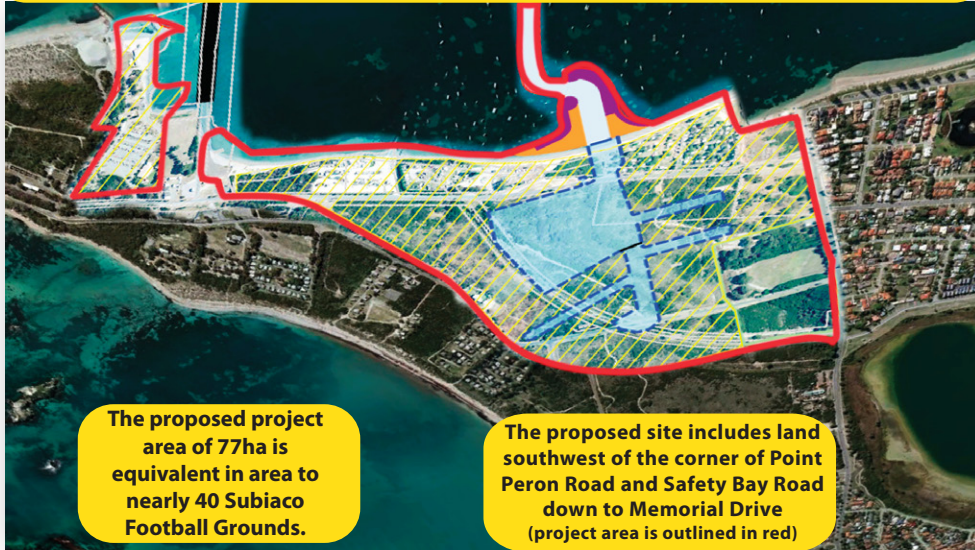 The proposed project
area of 77ha is
equivalent in area to
nearly 40 Subiaco
Football Grounds.
The proposed site includes land
southwest of the corner of Point
Peron Road and Safety Bay Road
down to Memorial Drive
(project area is outlined in red)